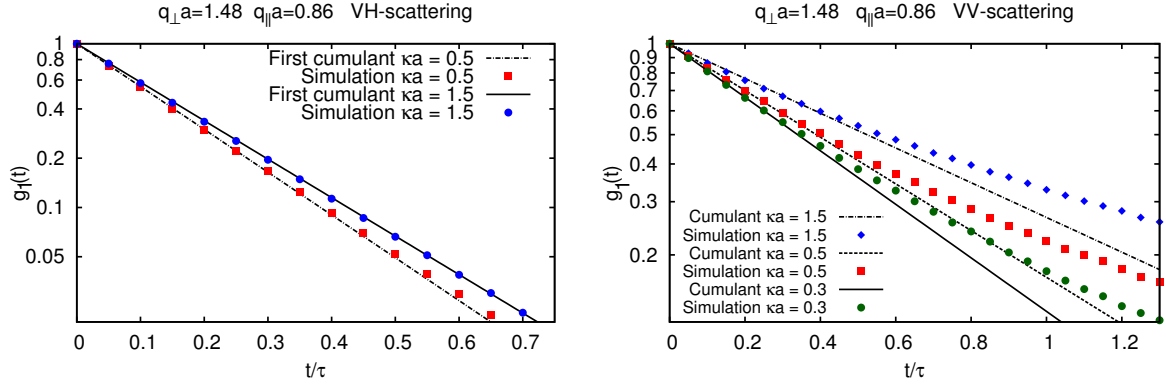 q⊥a=1.48 q∥a=0.86 VH-scattering
g1(t)
1
0.8
0.6
0.4
0.2
0.1
0.05
First cumulant κa = 0.5
Simulation κa = 0.5
First cumulant κa = 1.5
Simulation κa = 1.5
0.0 0.1 0.2 0.3 0.4 0.5 0.6 0.7
t/τ
q⊥a=1.48 q∥a=0.86 VV-scattering
g1(t)
1
0.9
0.8
0.7
0.6
0.5
0.4
0.3
0.2
Cumulant κa = 1.5
Simulation κa = 1.5
Cumulant κa = 0.5
Simulation κa = 0.5
Cumulant κa = 0.3
Simulation κa = 0.3
0 0.2 0.4 0.6 0.8 1 1.2
t/τ